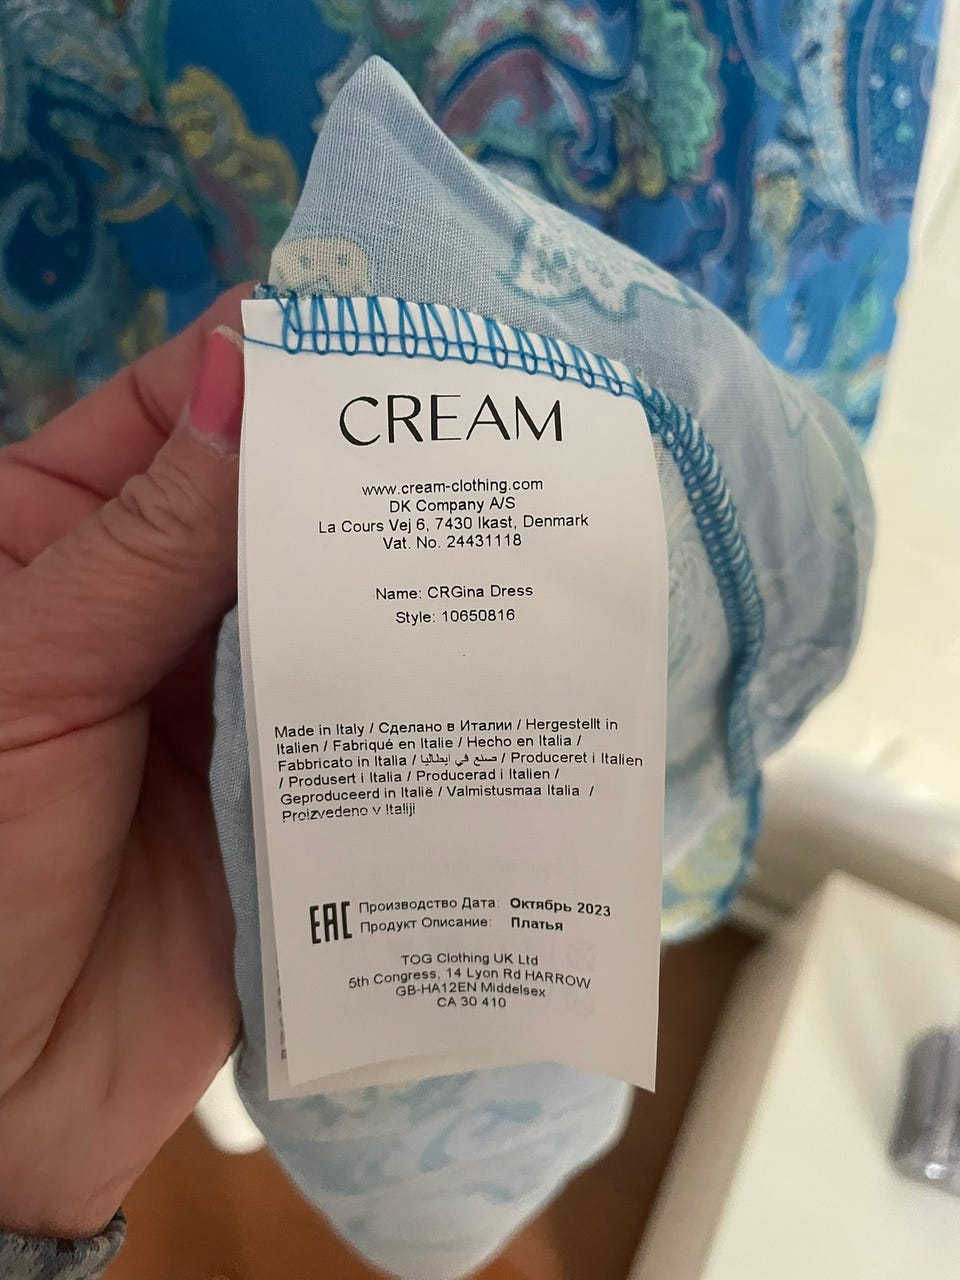 CREAM
www.cream-clothing.com
DK Company A/S
La Cours Vej 6, 7430 Ikast, Denmark
Vat. No. 24431118
Name: CRGina Dress
Style: 10650816
Made in Italy / Сделано в Италии / Hergestellt in
Italien / Fabriqué en Italie / Hecho en Italia /
Fabbricato in Italia / صنع في ايطاليا / Produceret i Italien
/ Produsert i Italia / Producerad i Italien /
Geproduceerd in Italië / Valmistusmaa Italia /
Proizvedeno v Italiji
EAC Производство Дата: Октябрь 2023
Продукт Описание: Платья
TOG Clothing UK Ltd
5th Congress, 14 Lyon Rd HARROW
GB-HA12EN Middelsex
CA 30 410